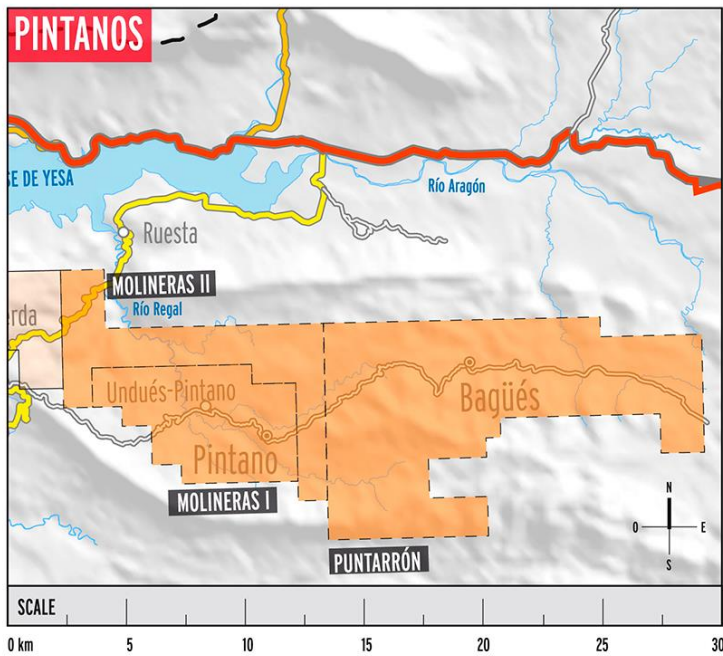 PINTANOS
SE DE YESA
Río Aragón
Ruesta
MOLINERAS II
Río Regal
rda
Undués-Pintano
Bagüés
Pintano
MOLINERAS I
PUNTARRÓN
N
O E
S
SCALE
0 km 5 10 15 20 25 30